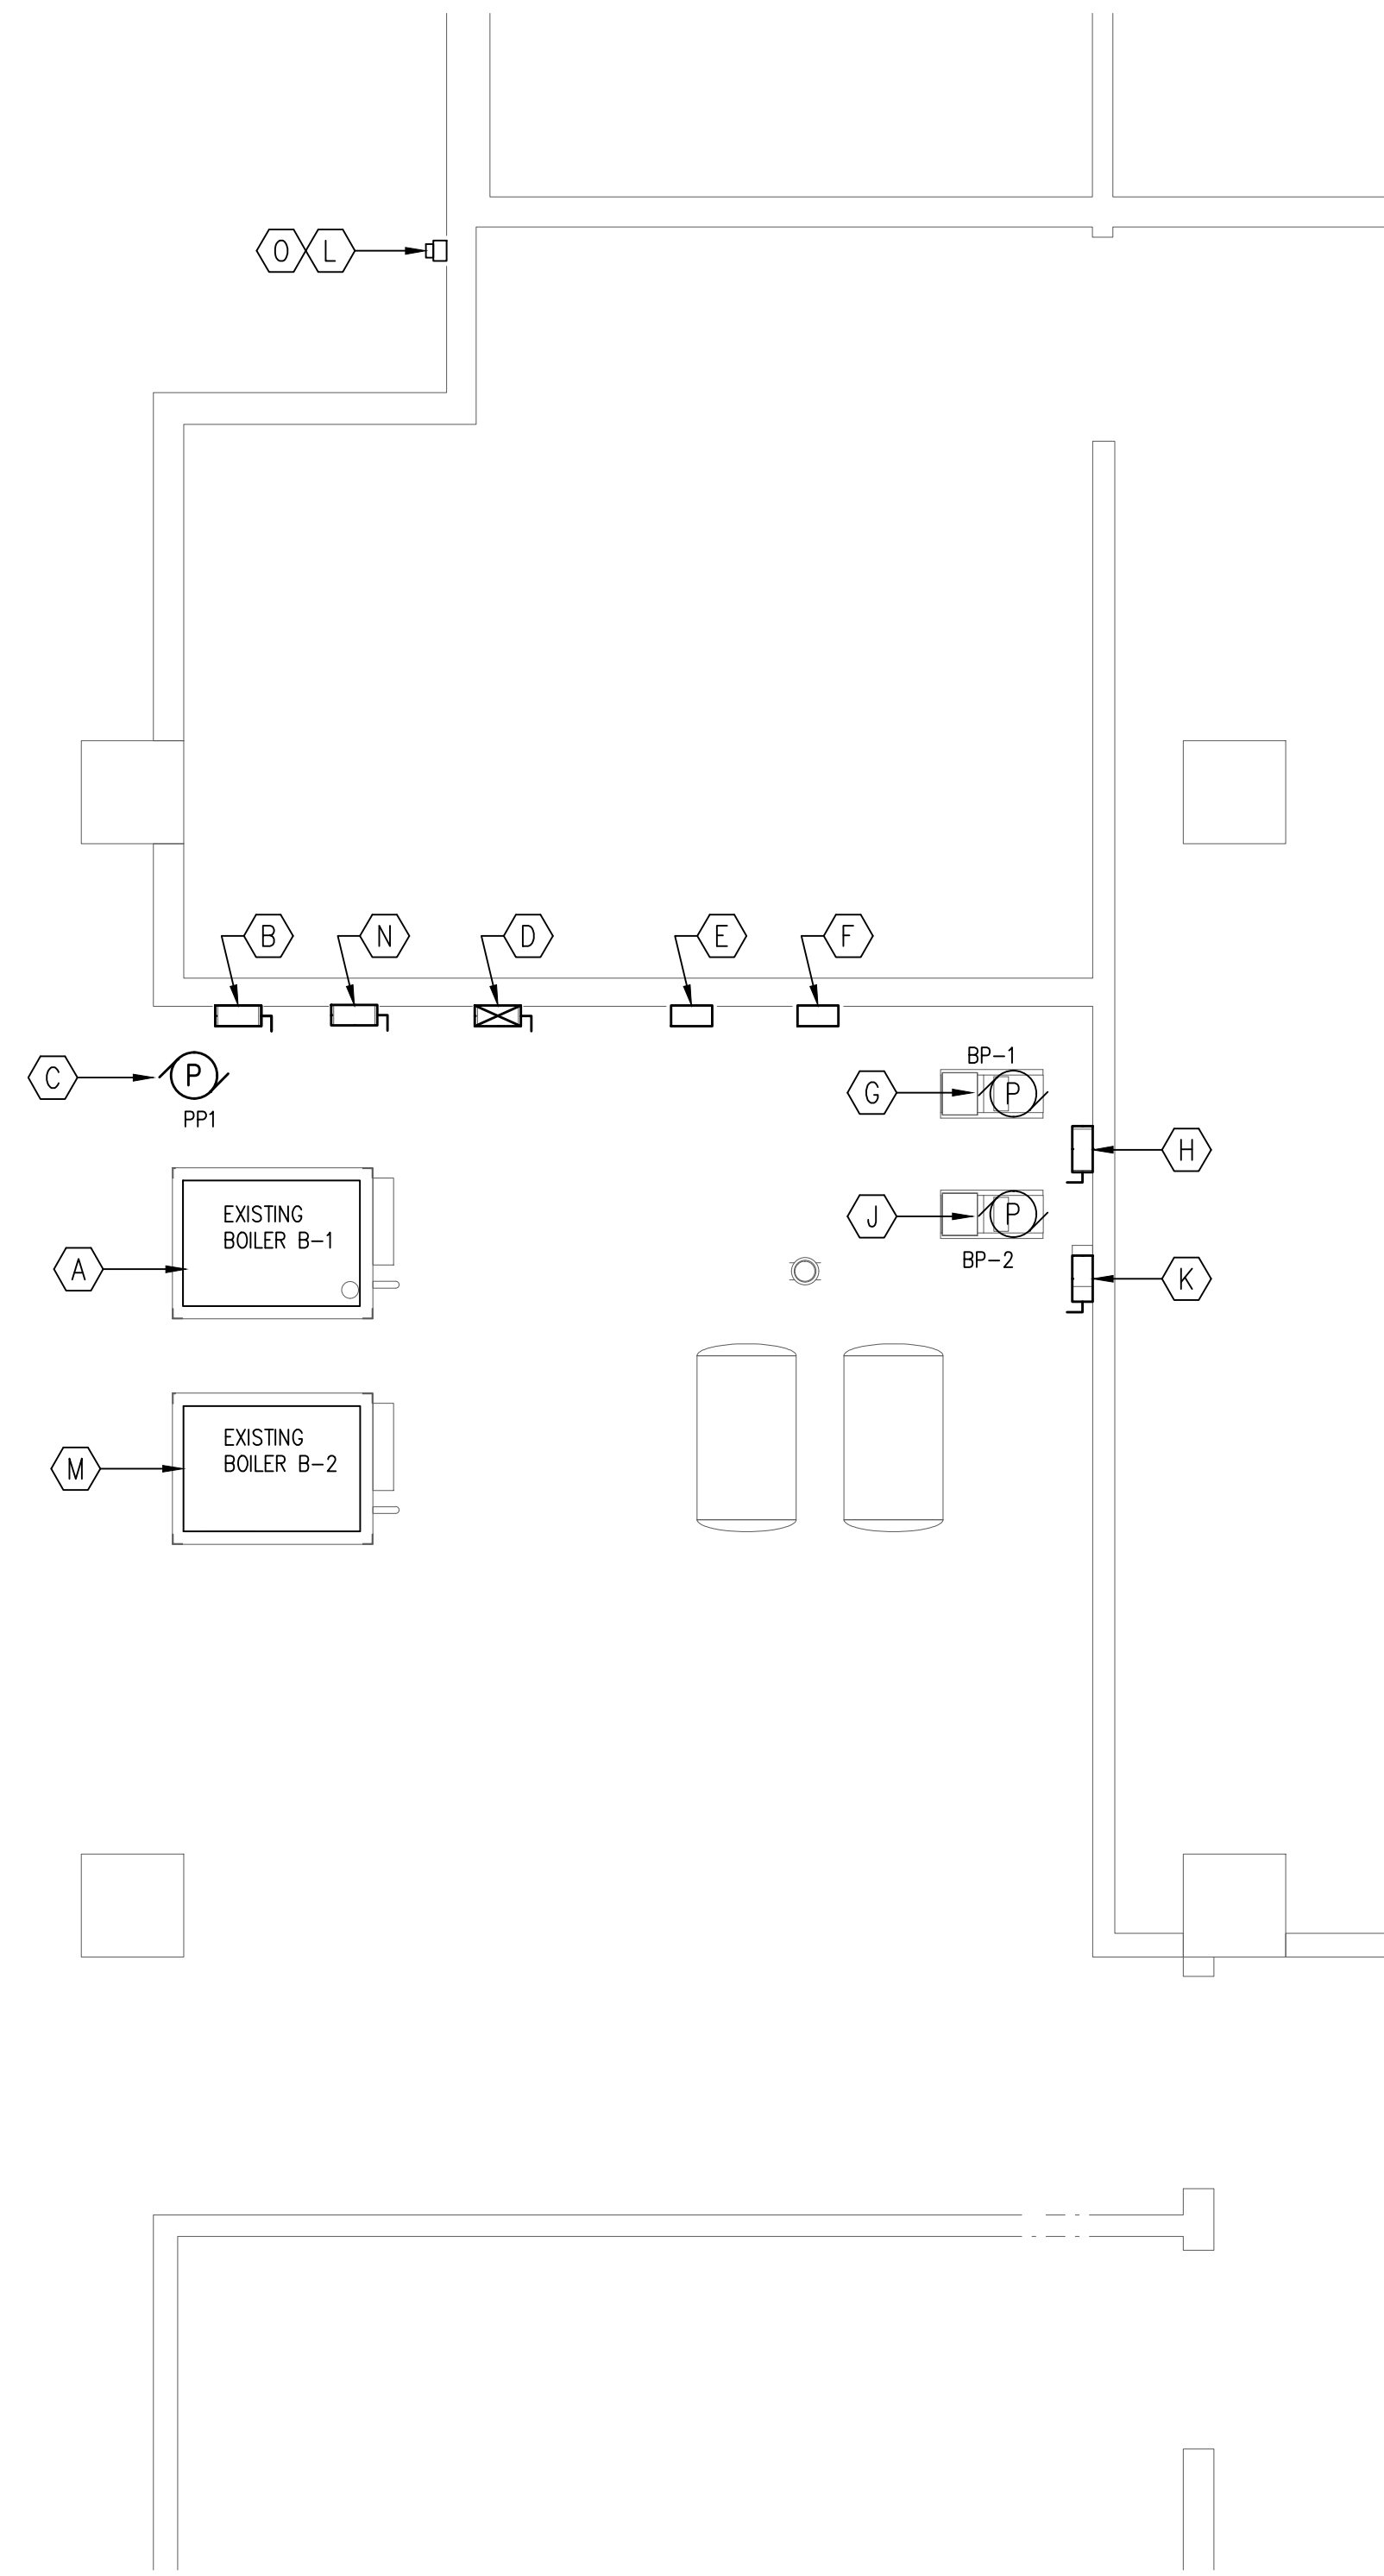 O L
B N D E F
C P PP1
BP-1
G P
H
J P
BP-2
K
EXISTING
BOILER B-1
A
EXISTING
BOILER B-2
M